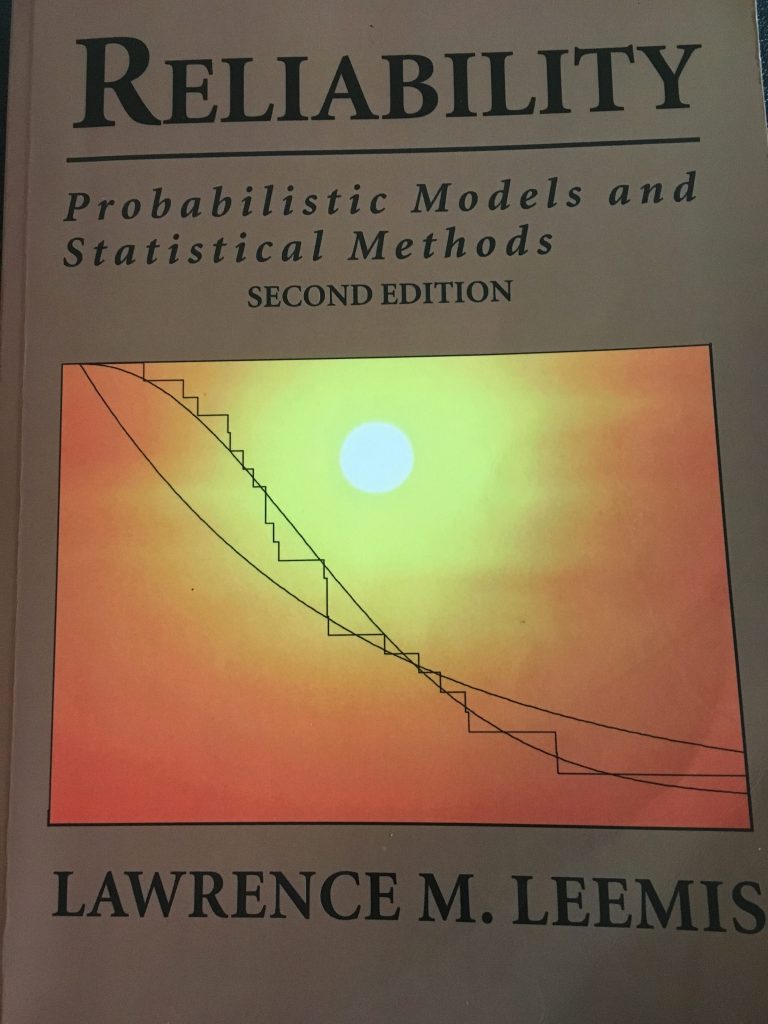 RELIABILITY
Probabilistic Models and
Statistical Methods
SECOND EDITION
LAWRENCE M. LEEMIS